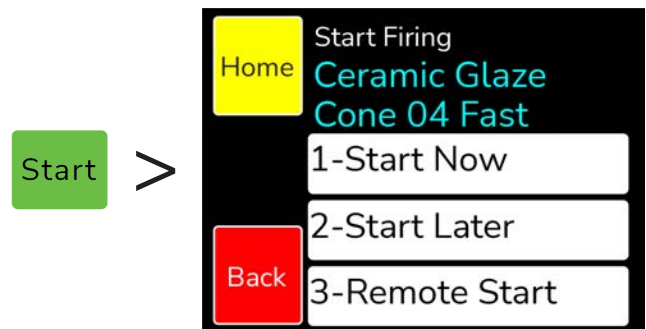 Start
>
Home
Start Firing
Ceramic Glaze
Cone 04 Fast
1-Start Now
2-Start Later
Back
3-Remote Start